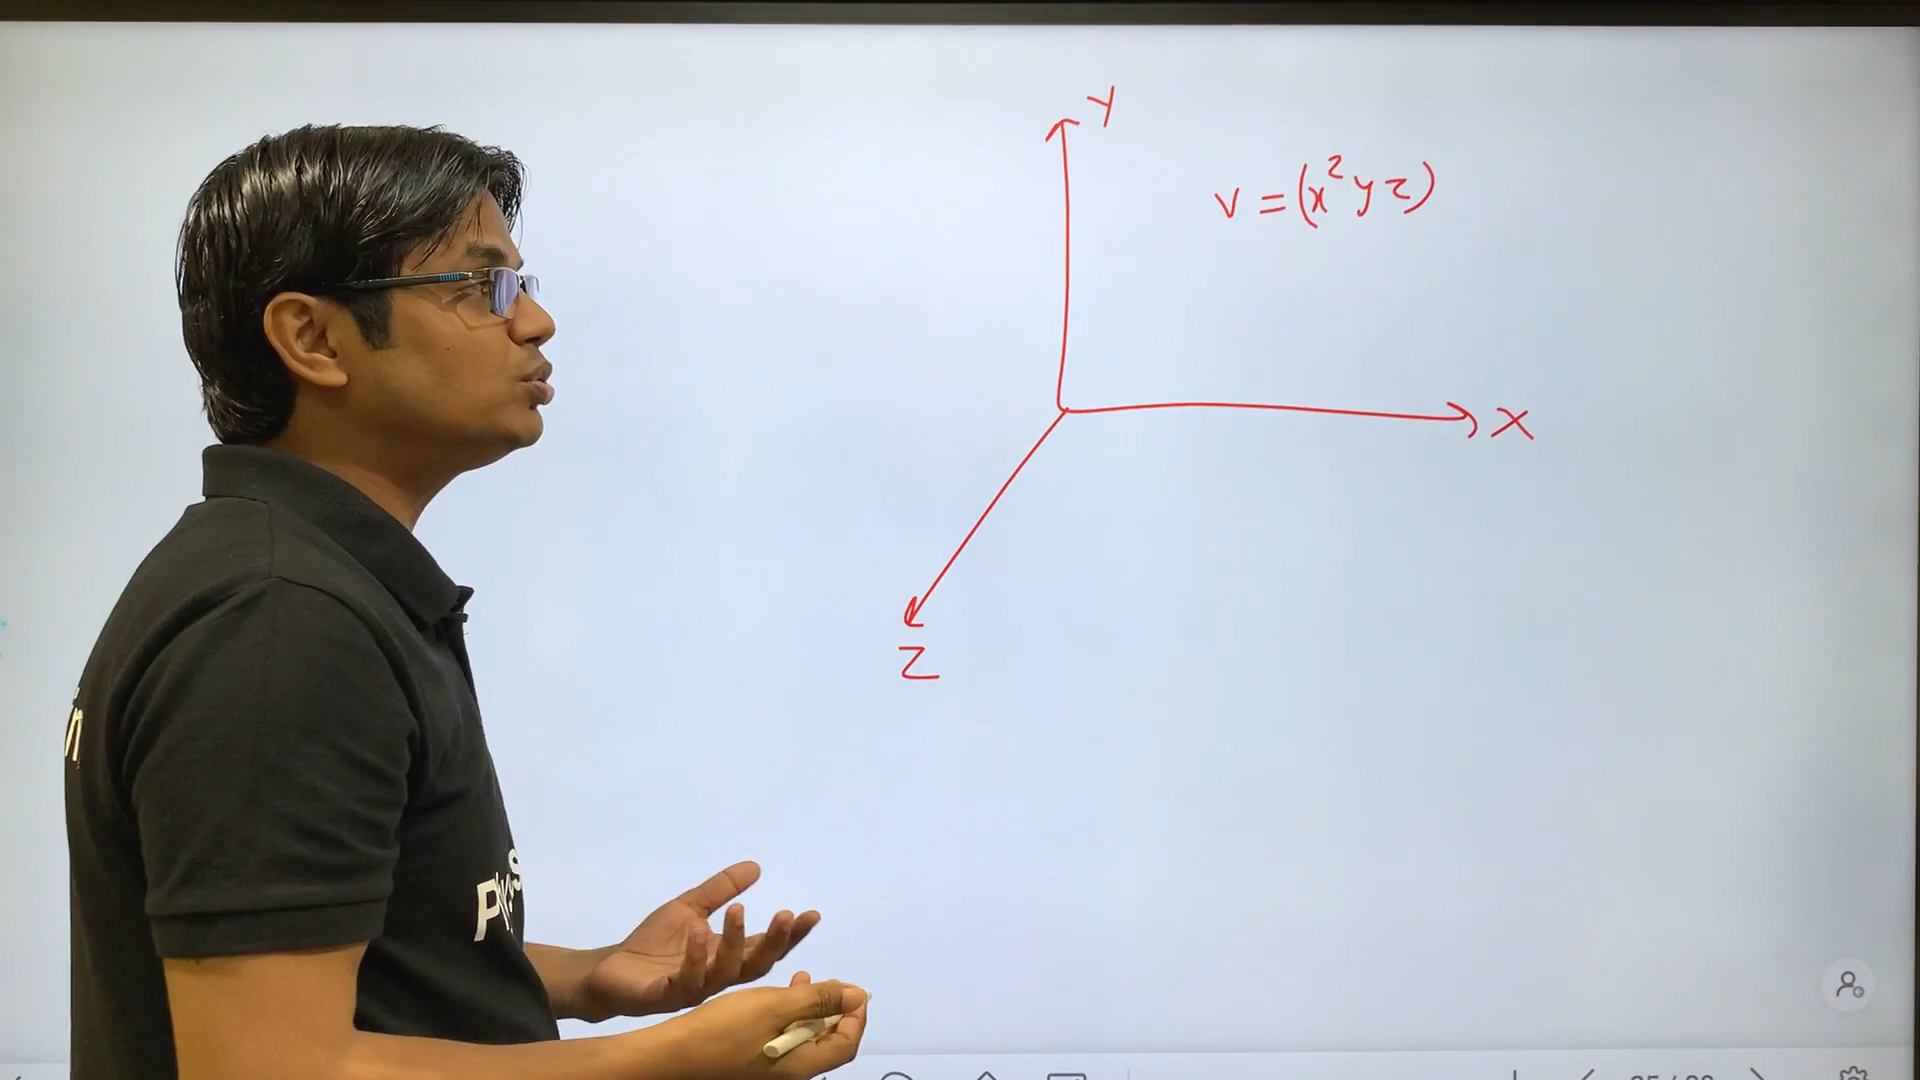 Y
v = (x²yz)
X
Z